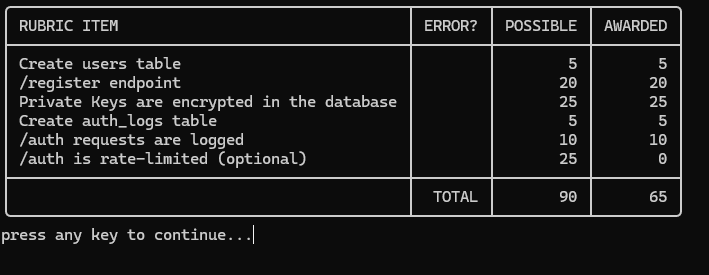 RUBRIC ITEM ERROR? POSSIBLE AWARDED
Create users table 5 5
/register endpoint 20 20
Private Keys are encrypted in the database 25 25
Create auth_logs table 5 5
/auth requests are logged 10 10
/auth is rate-limited (optional) 25 0
TOTAL 90 65
press any key to continue...